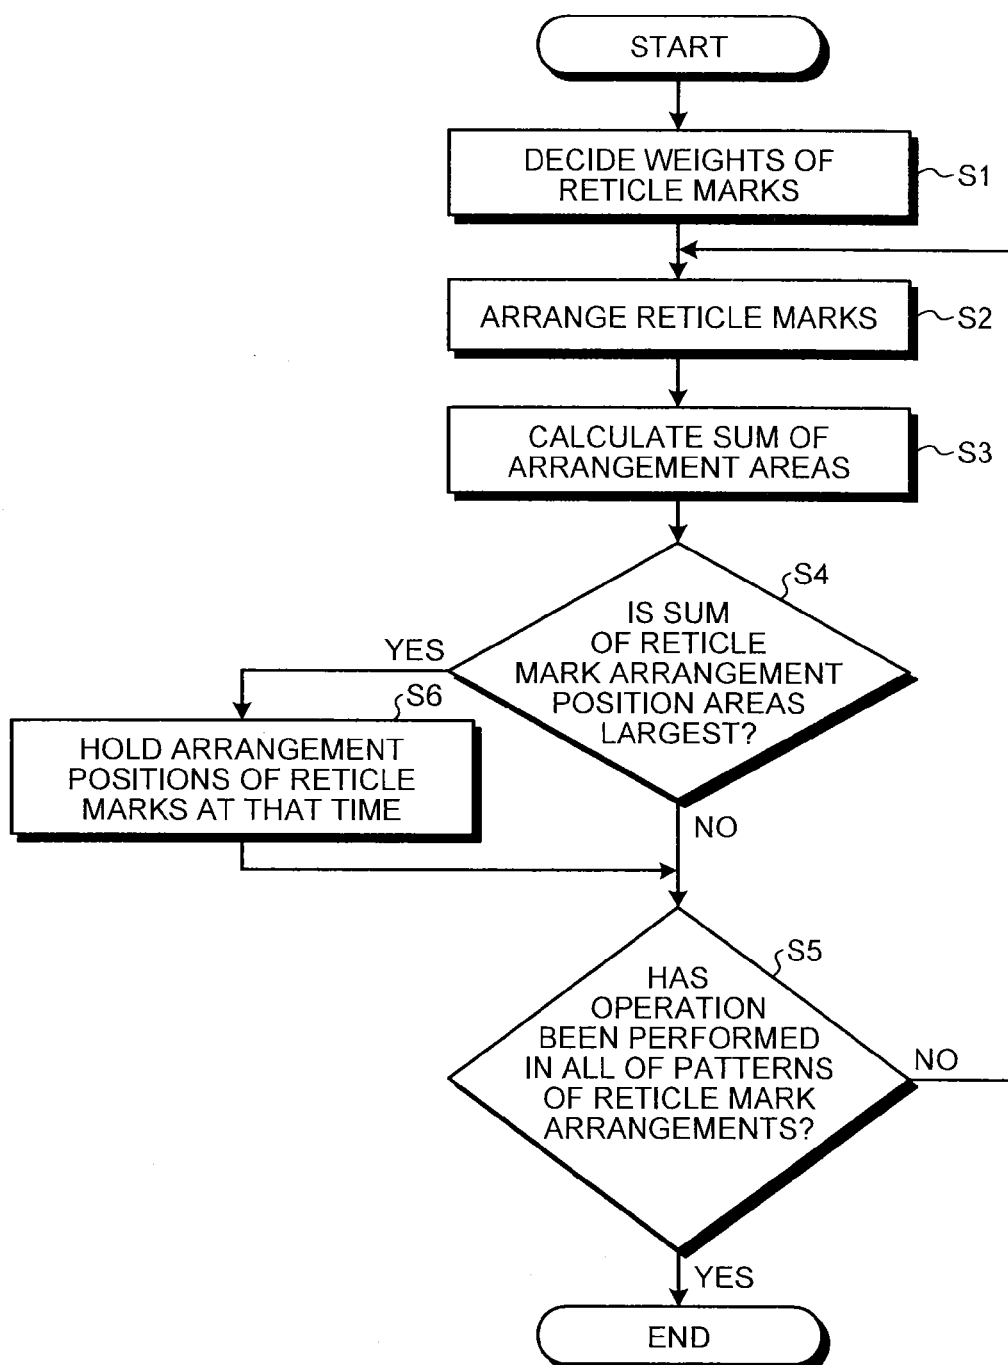 START
DECIDE WEIGHTS OF
RETICLE MARKS
S1
ARRANGE RETICLE MARKS
S2
CALCULATE SUM OF
ARRANGEMENT AREAS
S3
S4
IS SUM
OF RETICLE
MARK ARRANGEMENT
POSITION AREAS
LARGEST?
YES
S6
HOLD ARRANGEMENT
POSITIONS OF RETICLE
MARKS AT THAT TIME
NO
S5
HAS
OPERATION
BEEN PERFORMED
IN ALL OF PATTERNS
OF RETICLE MARK
ARRANGEMENTS?
NO
YES
END